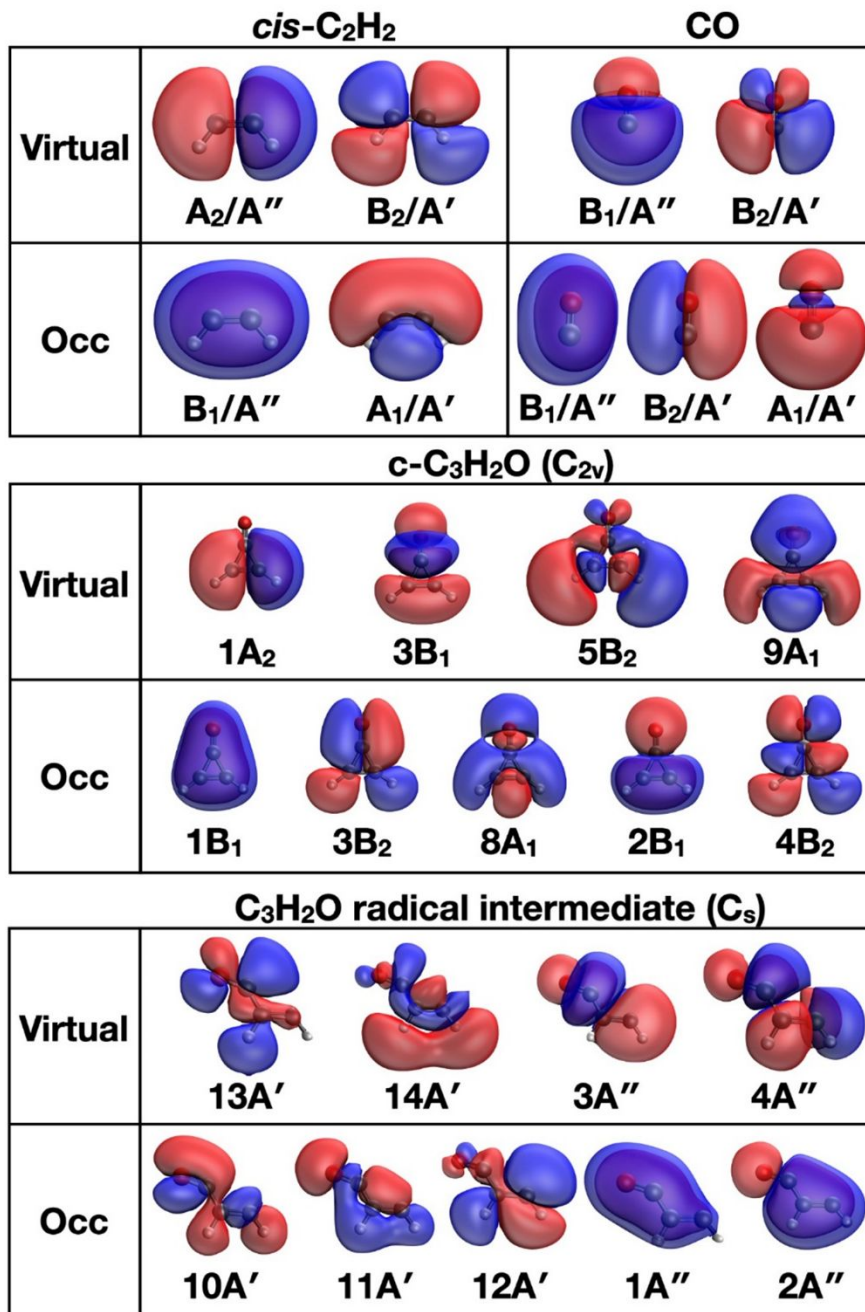 cis-C₂H₂ CO
Virtual
A₂/A″ B₂/A′ B₁/A″ B₂/A′
Occ
B₁/A″ A₁/A′ B₁/A″ B₂/A′ A₁/A′
c-C₃H₂O (C₂ᵥ)
Virtual
1A₂ 3B₁ 5B₂ 9A₁
Occ
1B₁ 3B₂ 8A₁ 2B₁ 4B₂
C₃H₂O radical intermediate (Cₛ)
Virtual
13A′ 14A′ 3A″ 4A″
Occ
10A′ 11A′ 12A′ 1A″ 2A″